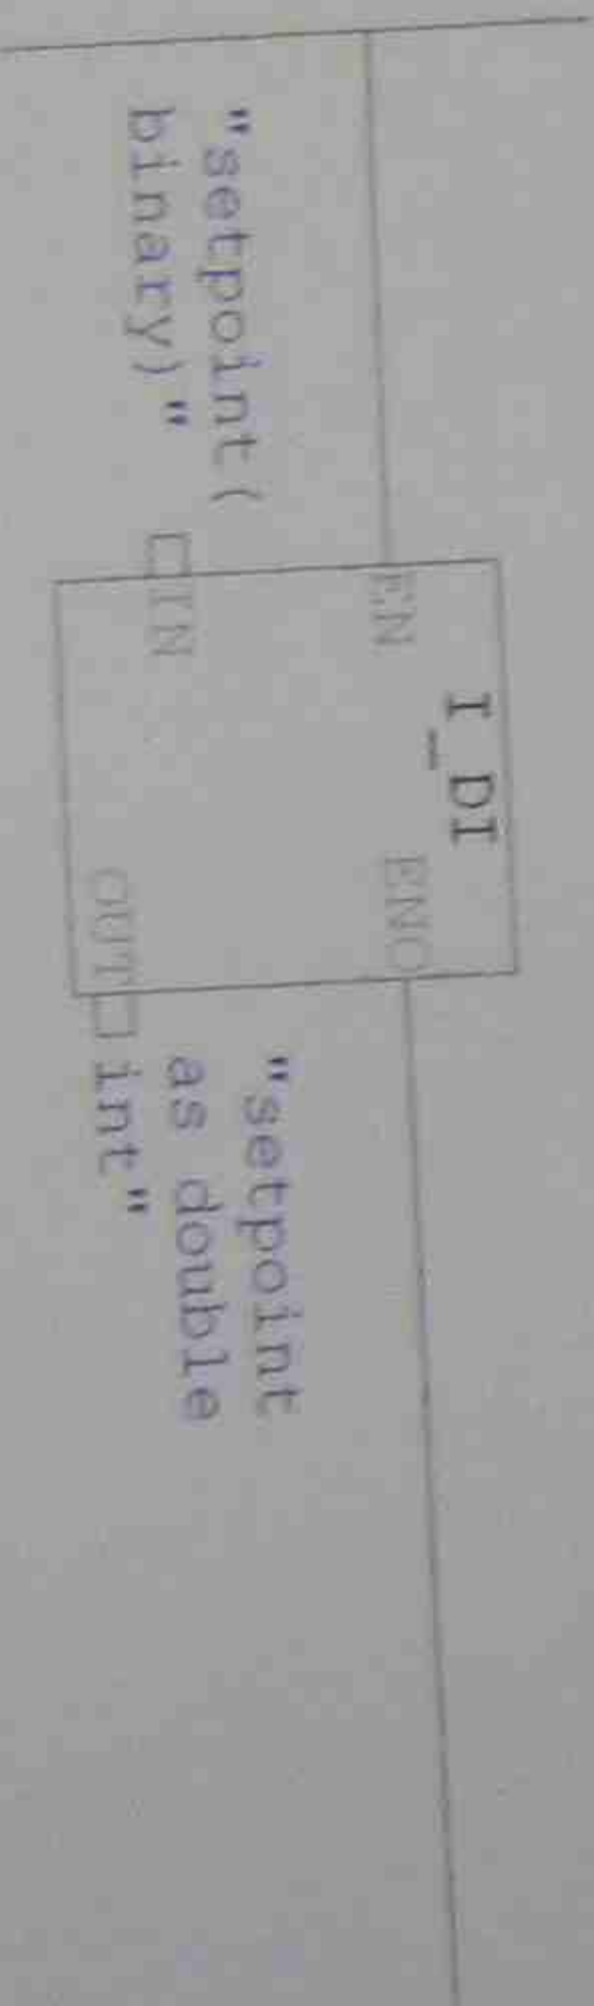 I_DI
EN
ENO
"setpoint(
binary)"
IN
OUT
"setpoint
as double
int"